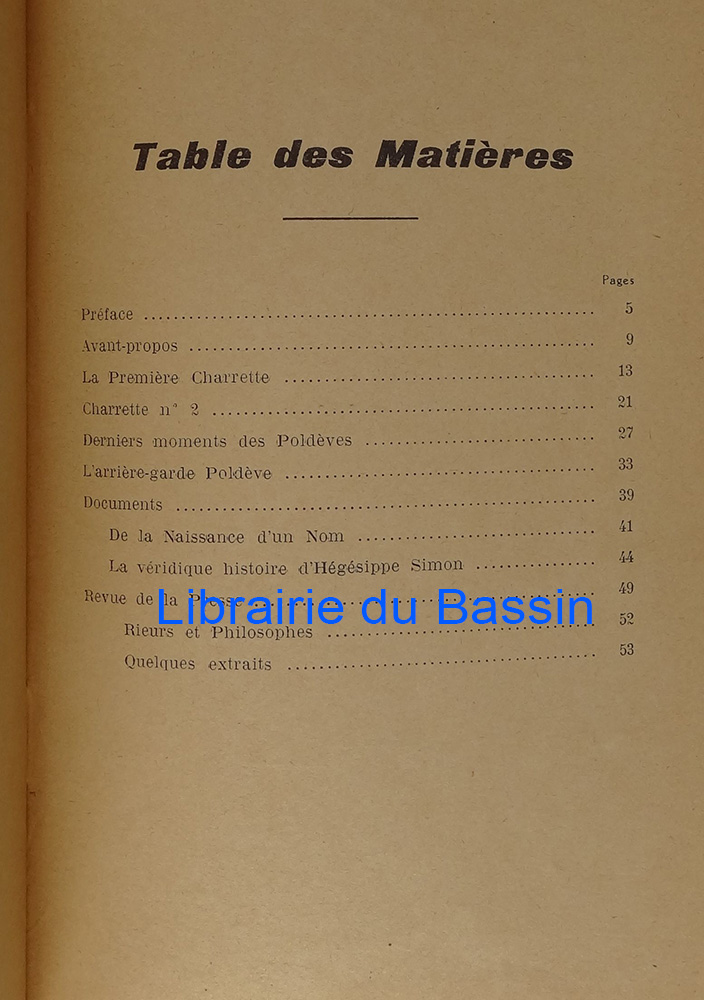 Table des Matières
Pages
Préface 5
Avant-propos 9
La Première Charrette 13
Charrette n° 2 21
Derniers moments des Poldèves 27
L'arrière-garde Poldève 33
Documents 39
De la Naissance d'un Nom 41
La véridique histoire d'Hégésippe Simon 44
Revue de la Presse 49
Librairie du Bassin
Rieurs et Philosophes 52
Quelques extraits 53